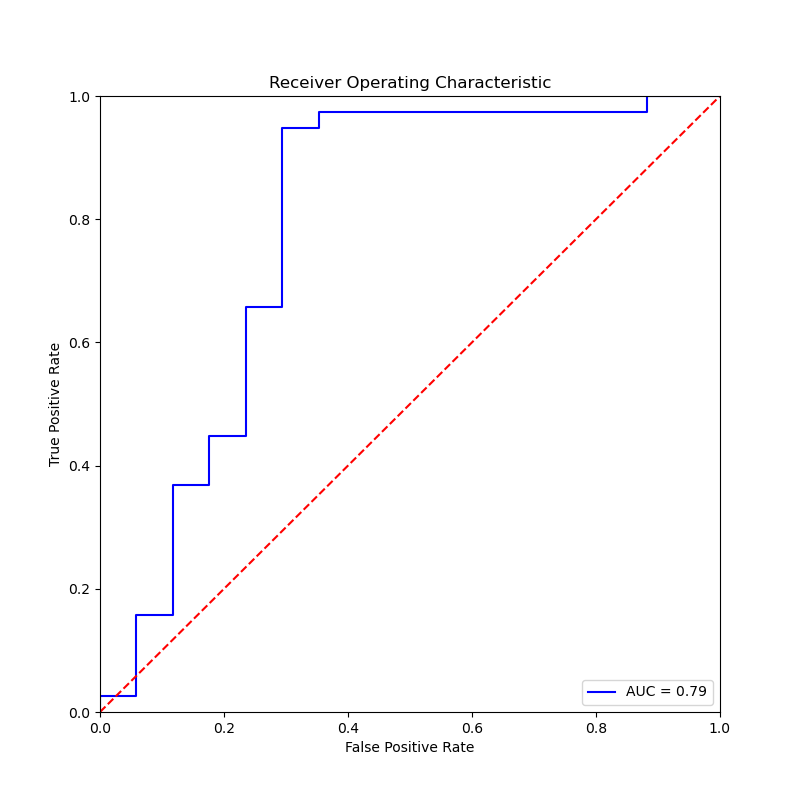 Receiver Operating Characteristic
1.0
0.8
0.6
0.4
0.2
0.0
True Positive Rate
AUC = 0.79
0.0 0.2 0.4 0.6 0.8 1.0
False Positive Rate